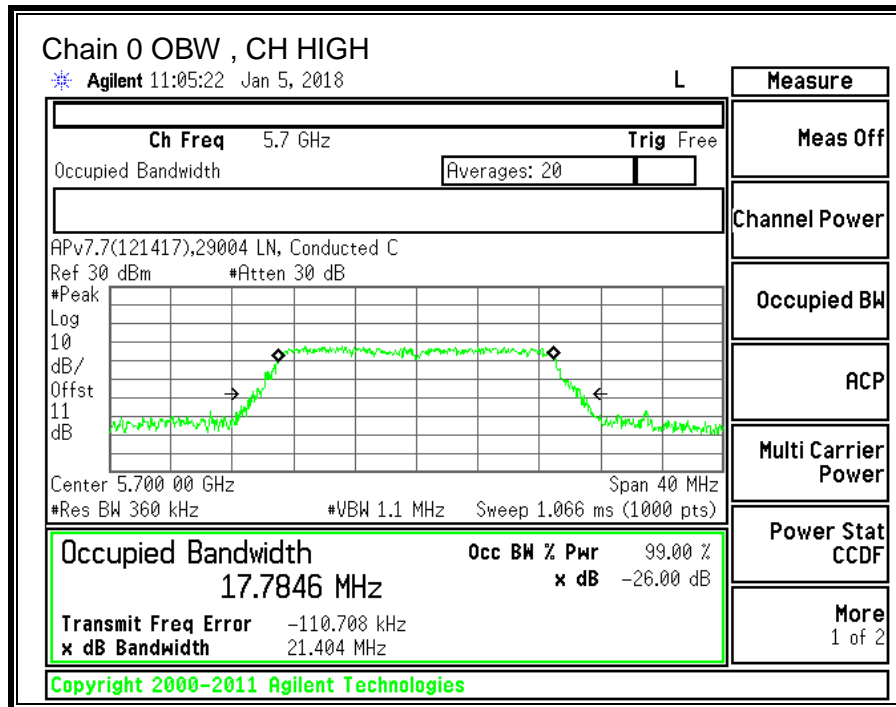 Chain 0 OBW , CH HIGH
Agilent 11:05:22 Jan 5, 2018 L
Measure
Ch Freq 5.7 GHz Trig Free
Occupied Bandwidth Averages: 20
APv7.7(121417),29004 LN, Conducted C
Ref 30 dBm #Atten 30 dB
#Peak
Log
10
dB/
Offst
11
dB
Center 5.700 00 GHz Span 40 MHz
#Res BW 360 kHz #VBW 1.1 MHz Sweep 1.066 ms (1000 pts)
Occupied Bandwidth Occ BW % Pwr 99.00 %
17.7846 MHz x dB -26.00 dB
Transmit Freq Error -110.708 kHz
x dB Bandwidth 21.404 MHz
Meas Off
Channel Power
Occupied BW
ACP
Multi Carrier
Power
Power Stat
CCDF
More
1 of 2
Copyright 2000-2011 Agilent Technologies